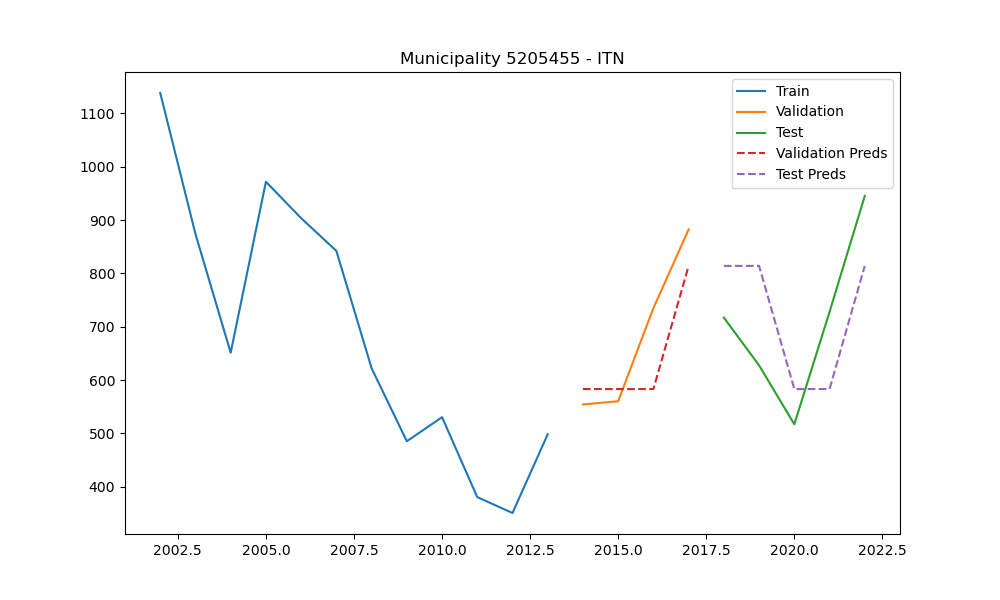 Municipality 5205455 - ITN
Train
Validation
Test
Validation Preds
Test Preds
1100
1000
900
800
700
600
500
400
2002.5 2005.0 2007.5 2010.0 2012.5 2015.0 2017.5 2020.0 2022.5